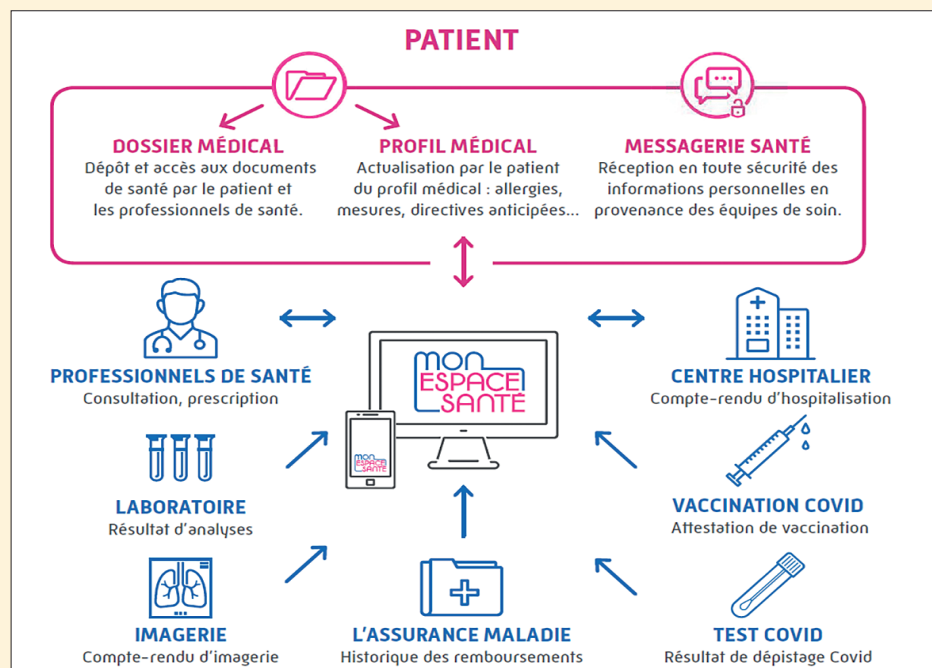 PATIENT
DOSSIER MÉDICAL
Dépôt et accès aux documents
de santé par le patient et
les professionnels de santé.
PROFIL MÉDICAL
Actualisation par le patient
du profil médical : allergies,
mesures, directives anticipées...
MESSAGERIE SANTÉ
Réception en toute sécurité des
informations personnelles en
provenance des équipes de soin.
PROFESSIONNELS DE SANTÉ
Consultation, prescription
MON
ESPACE
SANTÉ
MON
ESPACE
SANTÉ
CENTRE HOSPITALIER
Compte-rendu d'hospitalisation
LABORATOIRE
Résultat d'analyses
VACCINATION COVID
Attestation de vaccination
IMAGERIE
Compte-rendu d'imagerie
L'ASSURANCE MALADIE
Historique des remboursements
TEST COVID
Résultat de dépistage Covid